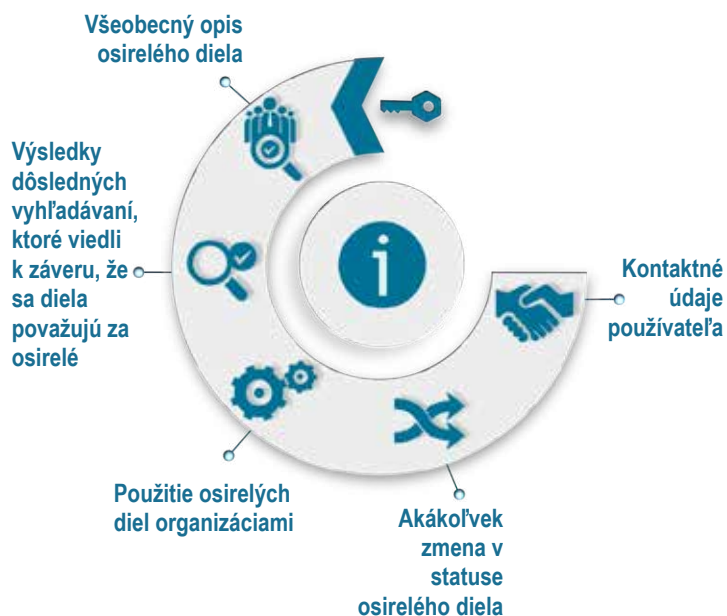 Všeobecný opis
osirelého diela
Výsledky
dôsledných
vyhľadávaní,
ktoré viedli
k záveru, že
sa diela
považujú za
osirelé
Použitie osirelých
diel organizáciami
Akákoľvek
zmena v
statuse
osirelého diela
Kontaktné
údaje
používateľa